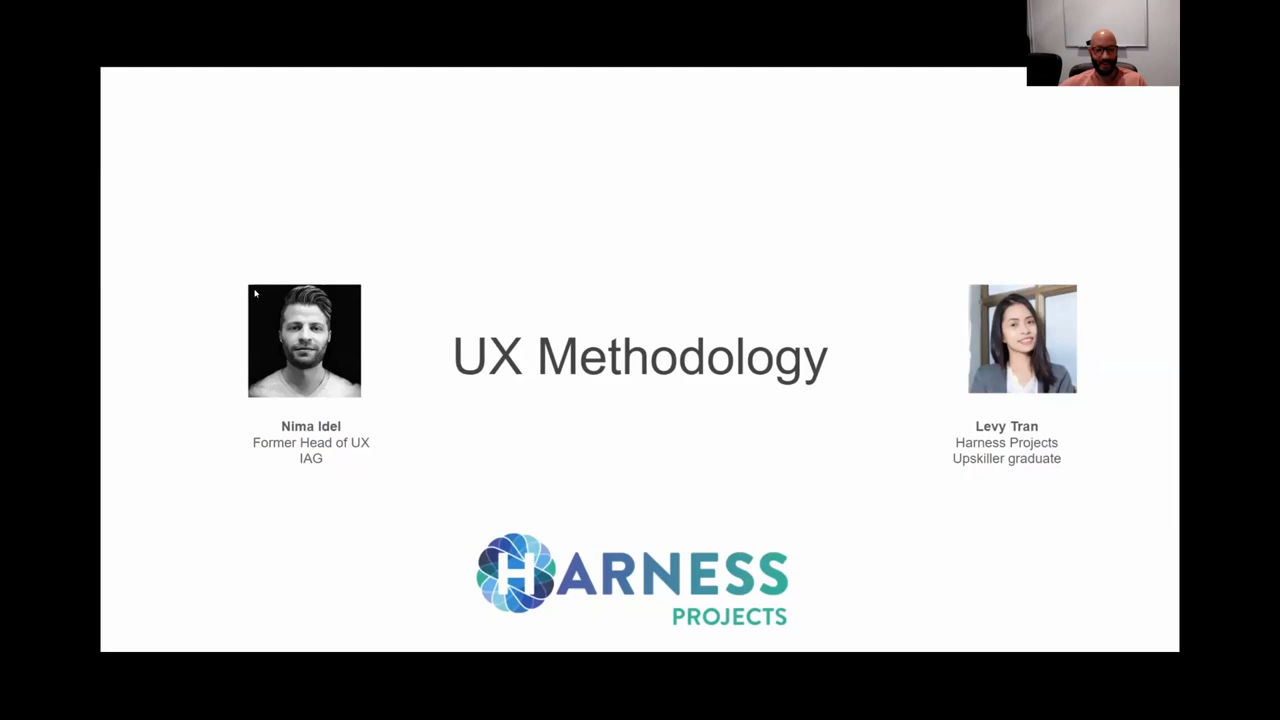 UX Methodology
Nima Idel
Former Head of UX
IAG
Levy Tran
Harness Projects
Upskiller graduate
HARNESS
PROJECTS